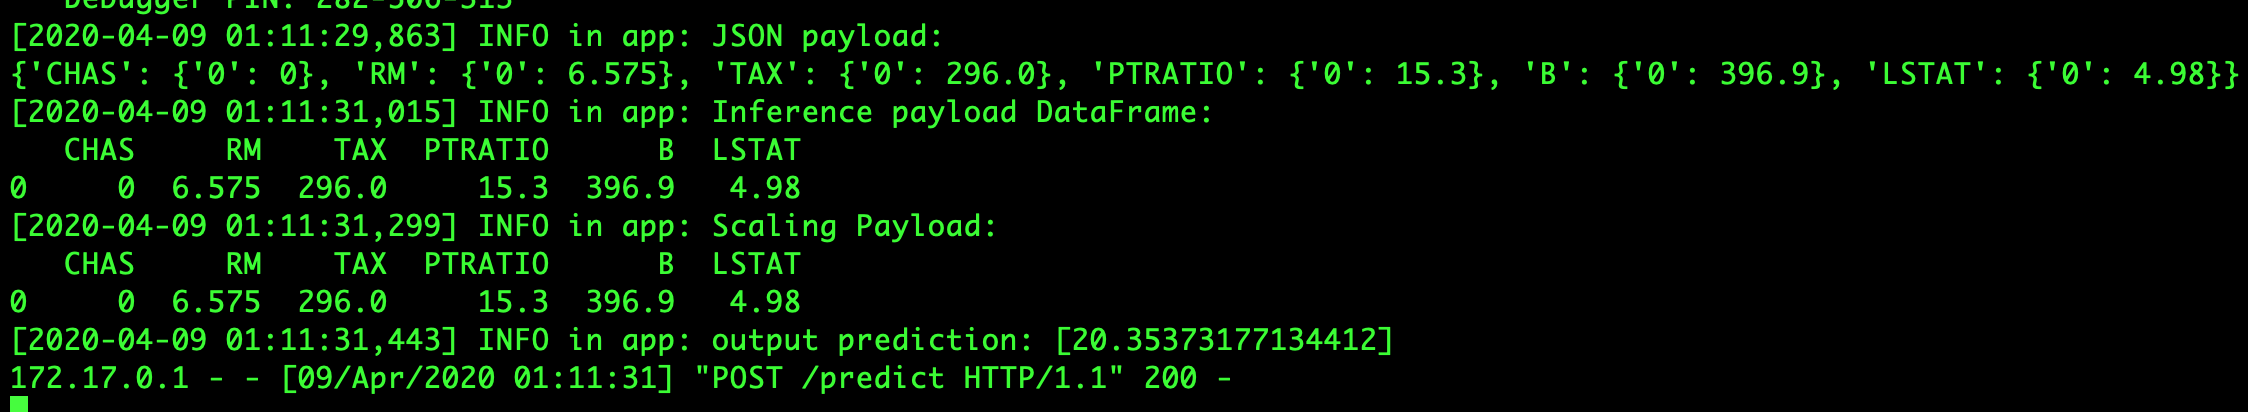 Debugger PIN: 282-506-515
[2020-04-09 01:11:29,863] INFO in app: JSON payload:
{'CHAS': {'0': 0}, 'RM': {'0': 6.575}, 'TAX': {'0': 296.0}, 'PTRATIO': {'0': 15.3}, 'B': {'0': 396.9}, 'LSTAT': {'0': 4.98}}
[2020-04-09 01:11:31,015] INFO in app: Inference payload DataFrame:
   CHAS     RM    TAX  PTRATIO      B  LSTAT
0     0  6.575  296.0     15.3  396.9   4.98
[2020-04-09 01:11:31,299] INFO in app: Scaling Payload:
   CHAS     RM    TAX  PTRATIO      B  LSTAT
0     0  6.575  296.0     15.3  396.9   4.98
[2020-04-09 01:11:31,443] INFO in app: output prediction: [20.35373177134412]
172.17.0.1 - - [09/Apr/2020 01:11:31] "POST /predict HTTP/1.1" 200 -